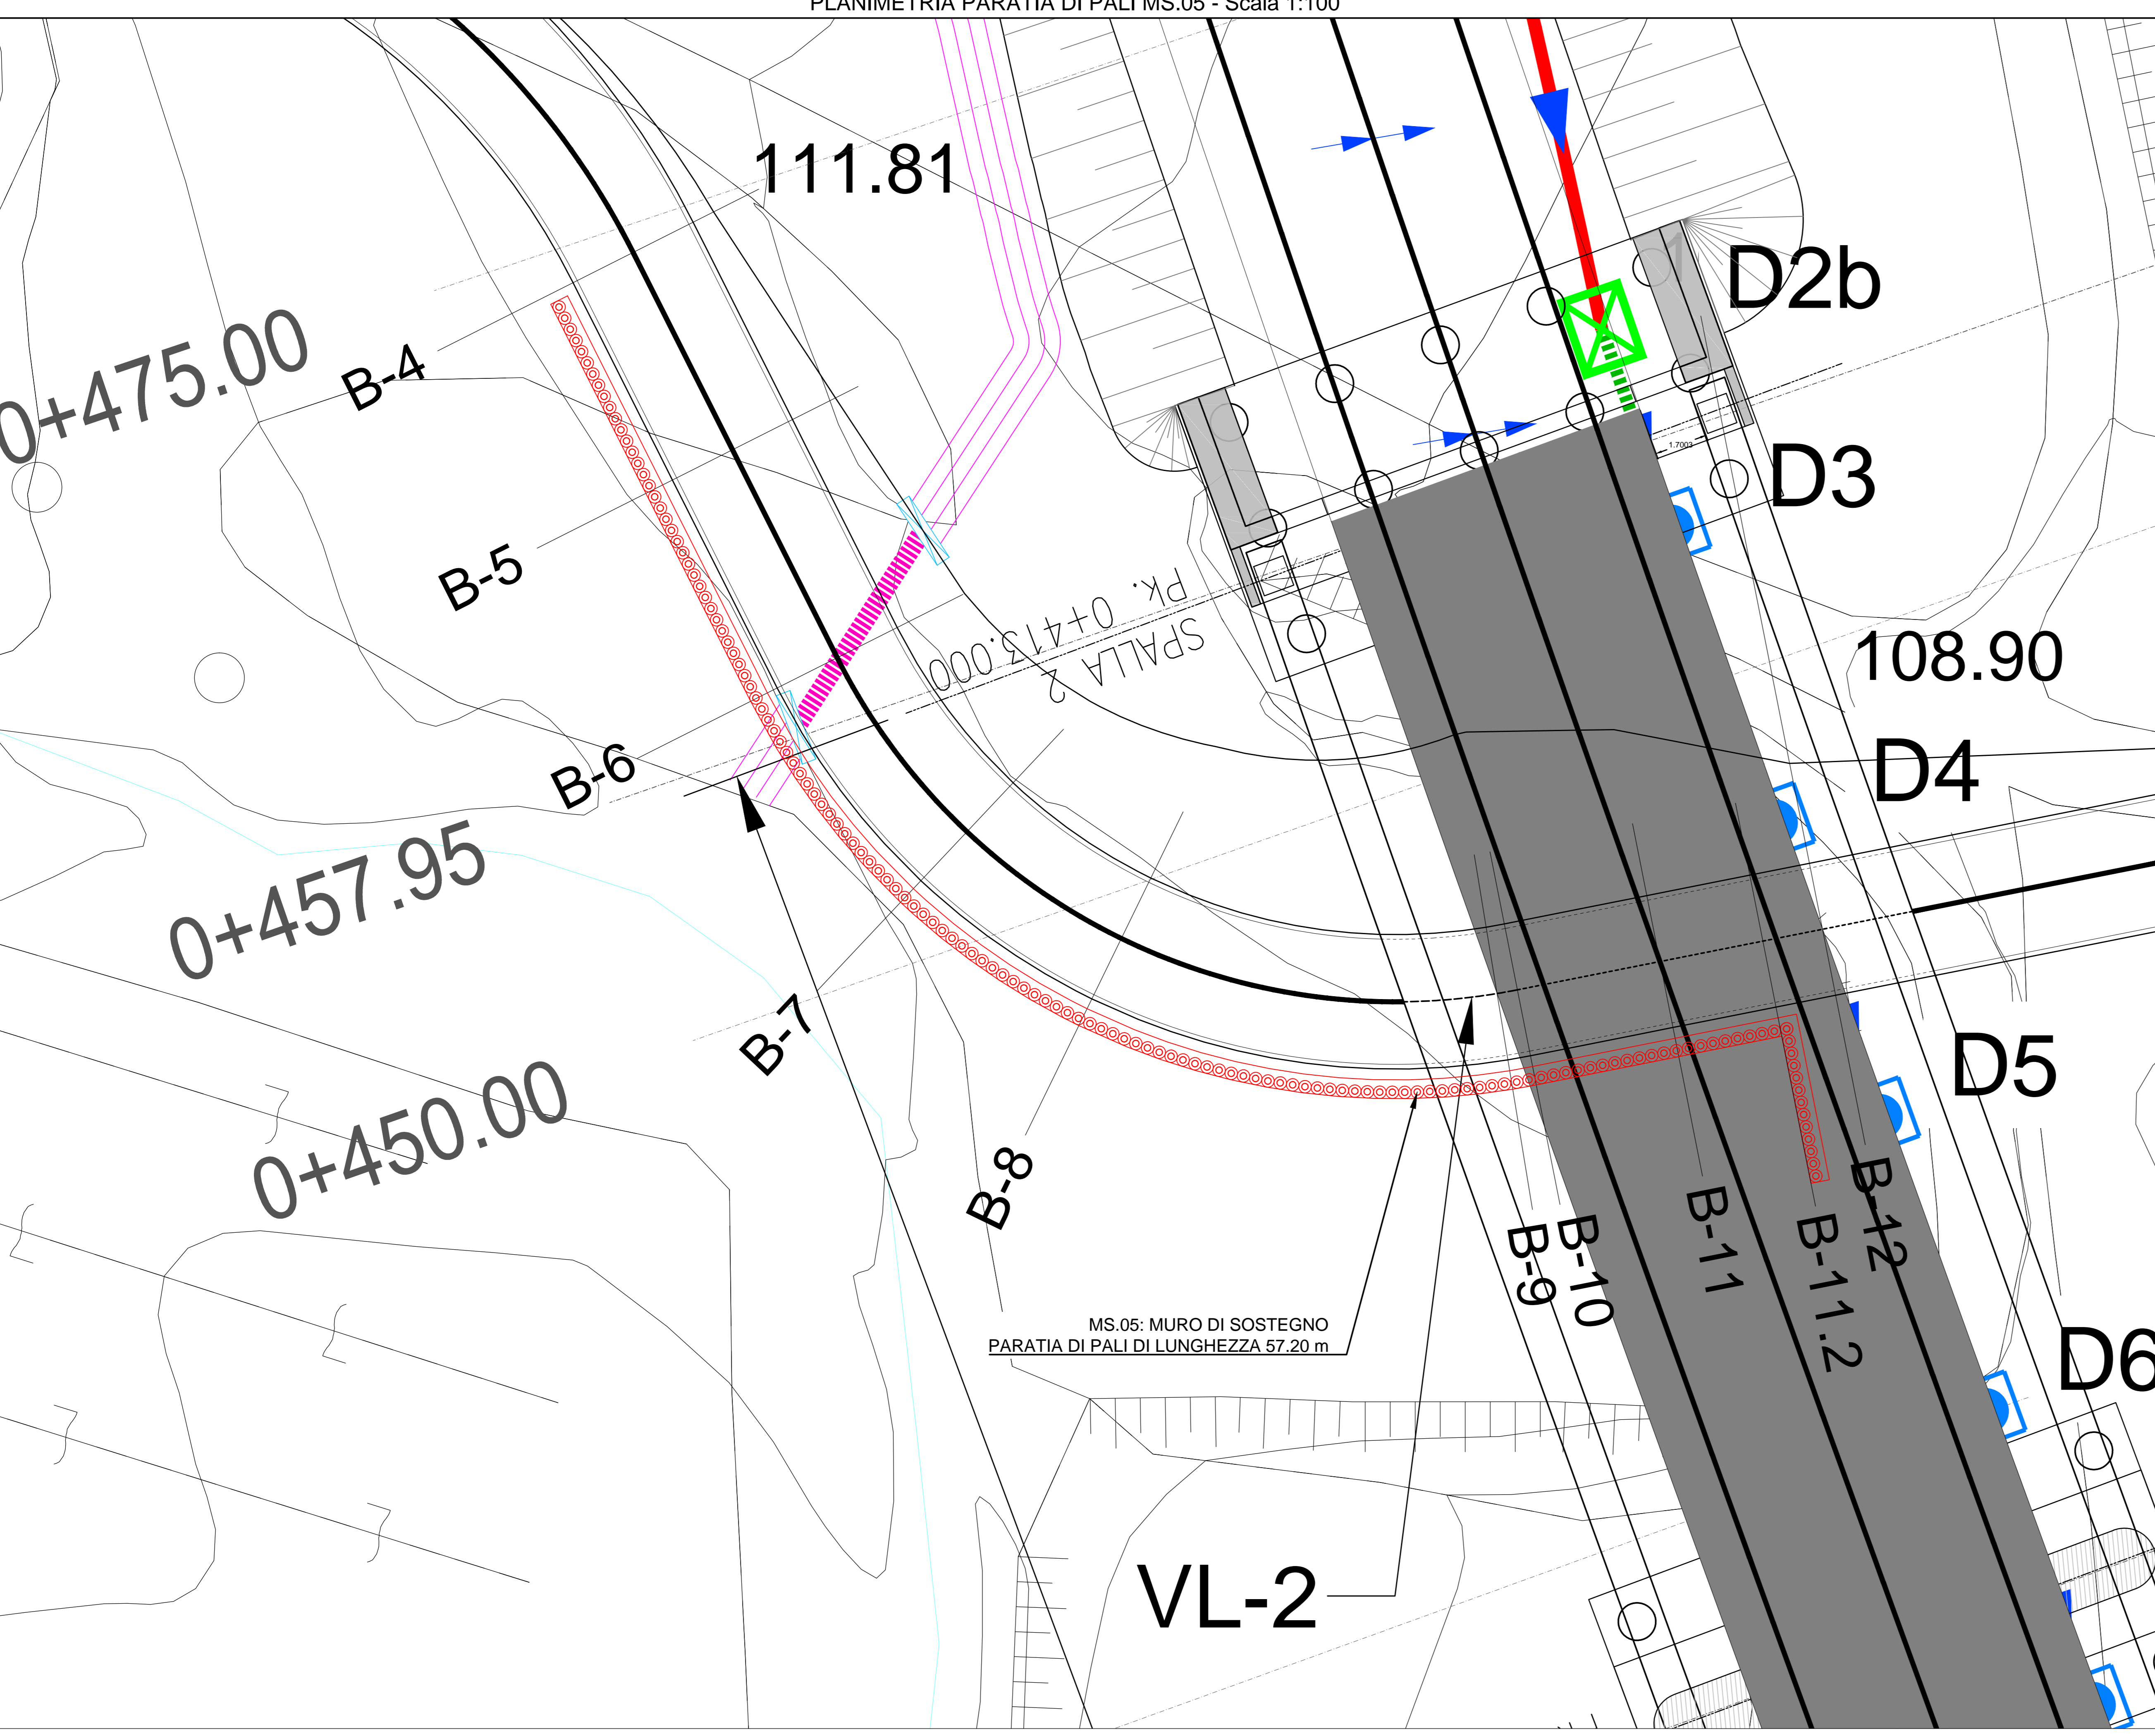 PLANIMETRIA PARATIA DI PALI MS.05 - Scala 1:100
111.81
1
D2b
0+475.00
B-4
D3
1.7003
B-5
PK. 0+413.000
SPALLA 2
108.90
D4
B-6
0+457.95
B-7
D5
0+450.00
B-8
B-9
B-10
B-11
B-11.2
B-12
MS.05: MURO DI SOSTEGNO
PARATIA DI PALI DI LUNGHEZZA 57.20 m
D6
VL-2